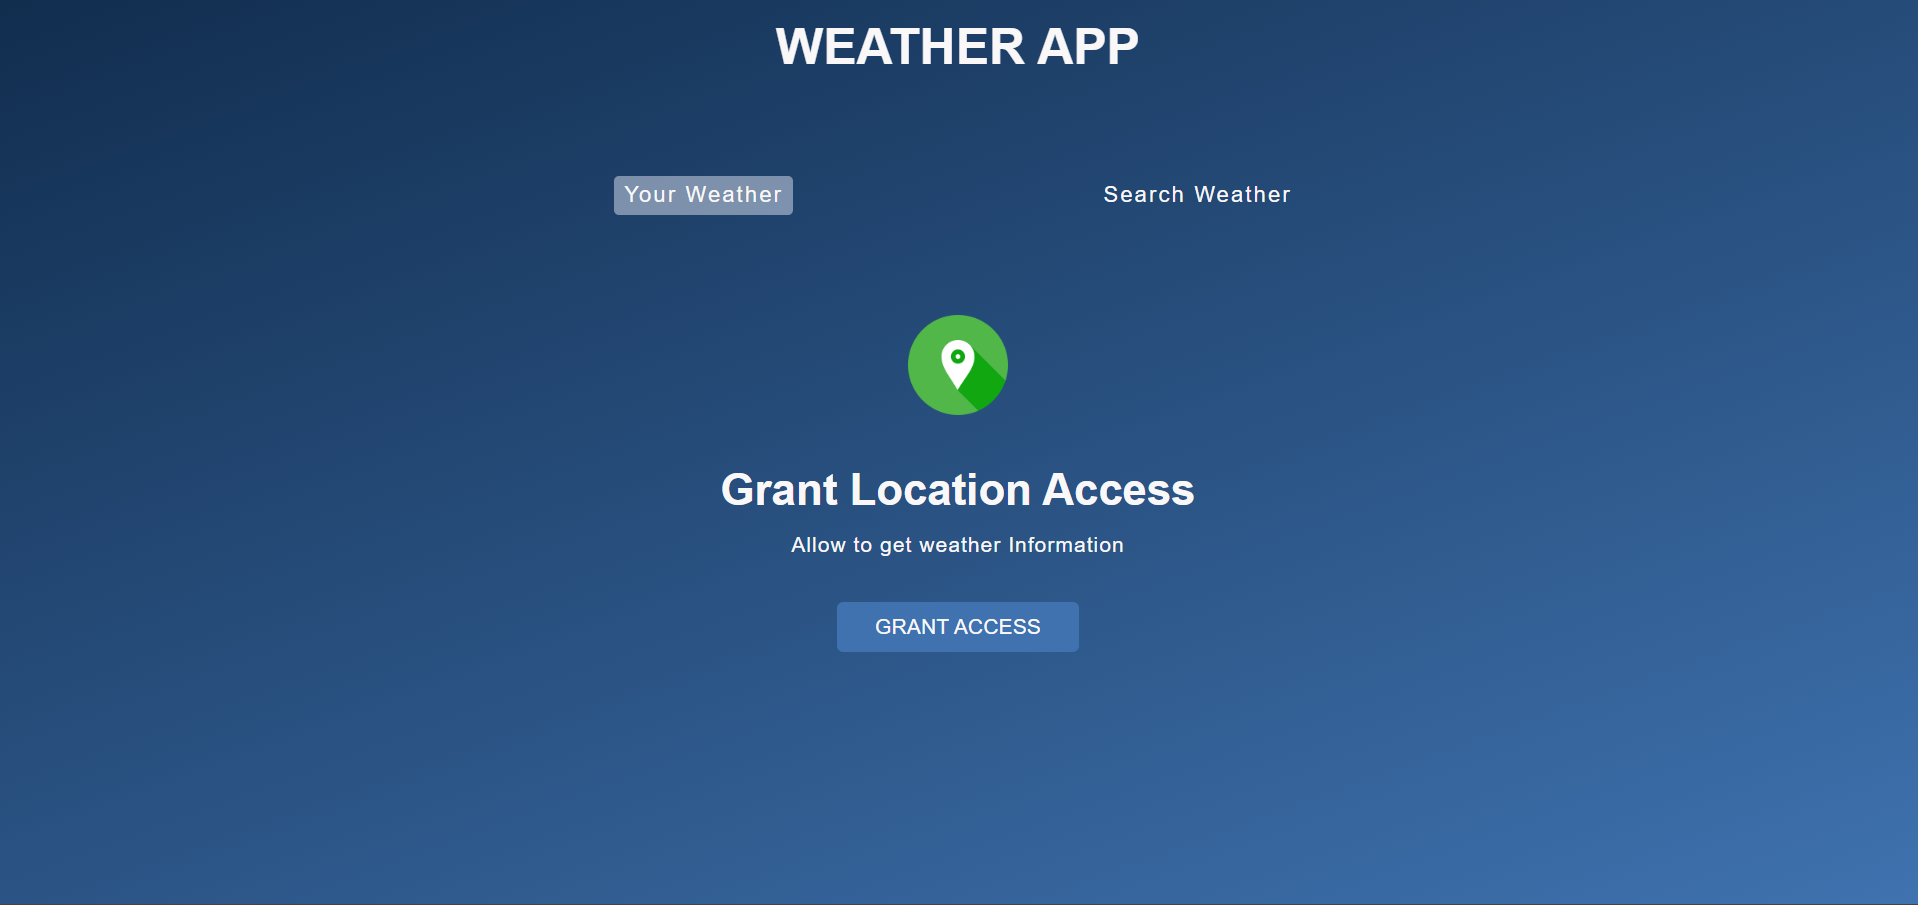 WEATHER APP
Your Weather
Search Weather
Grant Location Access
Allow to get weather Information
GRANT ACCESS